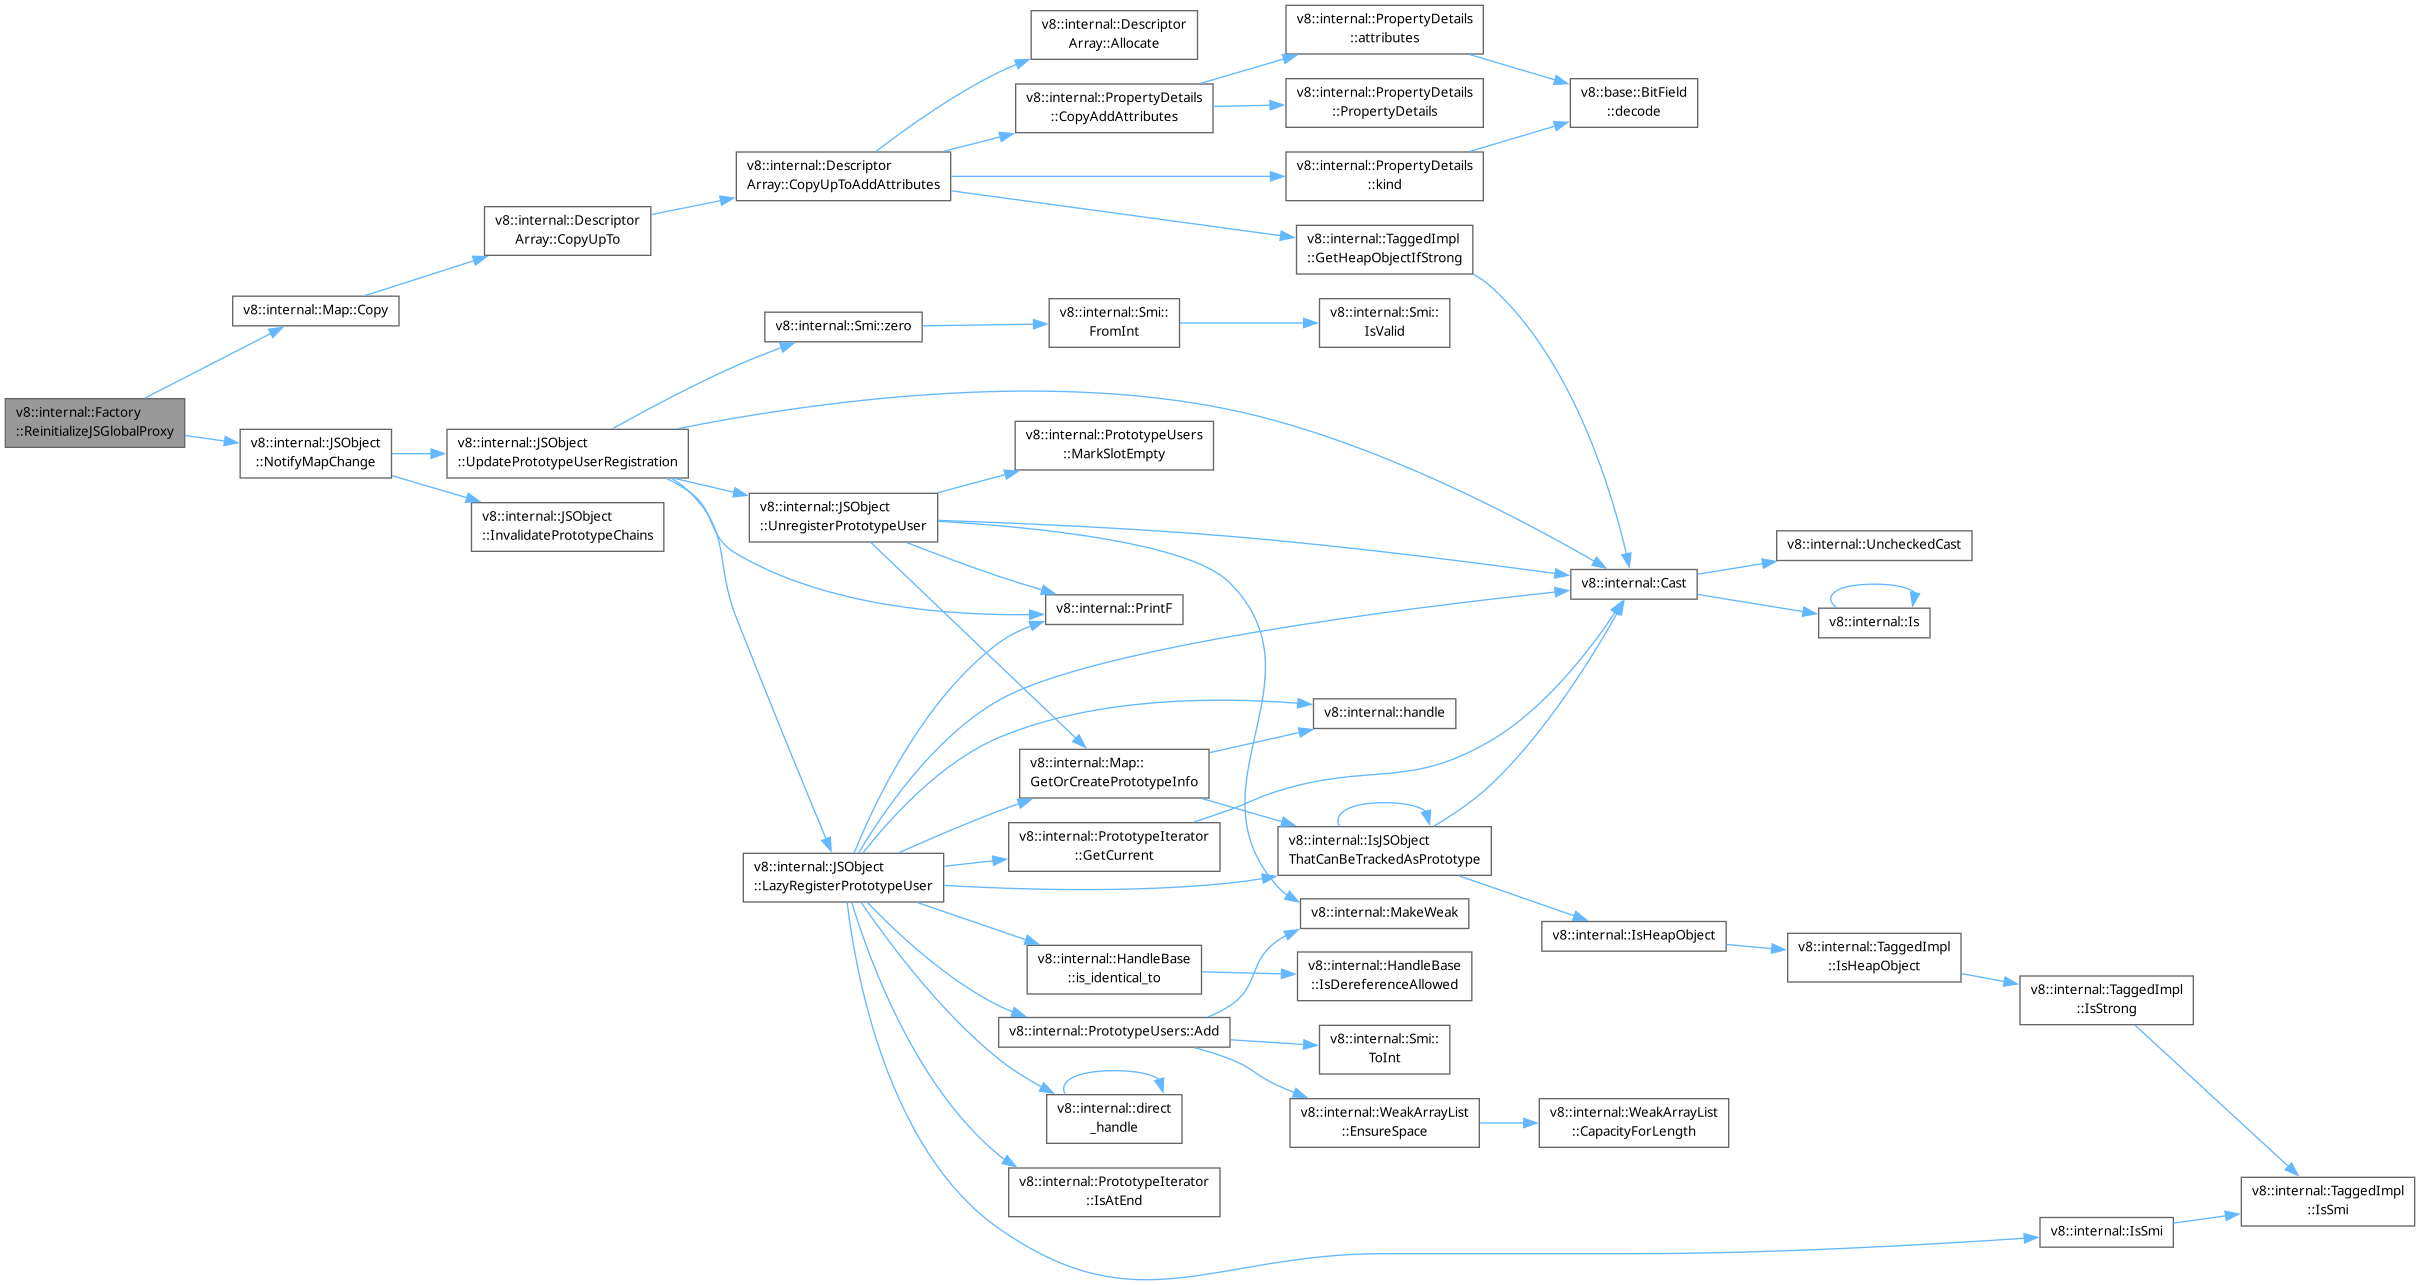 v8::internal::Factory
::ReinitializeJSGlobalProxy
v8::internal::Map::Copy
v8::internal::Descriptor
Array::CopyUpTo
v8::internal::Descriptor
Array::CopyUpToAddAttributes
v8::internal::Descriptor
Array::Allocate
v8::internal::PropertyDetails
::CopyAddAttributes
v8::internal::PropertyDetails
::attributes
v8::internal::PropertyDetails
::PropertyDetails
v8::internal::PropertyDetails
::kind
v8::base::BitField
::decode
v8::internal::TaggedImpl
::GetHeapObjectIfStrong
v8::internal::JSObject
::NotifyMapChange
v8::internal::JSObject
::UpdatePrototypeUserRegistration
v8::internal::JSObject
::InvalidatePrototypeChains
v8::internal::Smi::zero
v8::internal::Smi::
FromInt
v8::internal::Smi::
IsValid
v8::internal::JSObject
::UnregisterPrototypeUser
v8::internal::PrototypeUsers
::MarkSlotEmpty
v8::internal::PrintF
v8::internal::Cast
v8::internal::UncheckedCast
v8::internal::Is
v8::internal::handle
v8::internal::Map::
GetOrCreatePrototypeInfo
v8::internal::PrototypeIterator
::GetCurrent
v8::internal::IsJSObject
ThatCanBeTrackedAsPrototype
v8::internal::JSObject
::LazyRegisterPrototypeUser
v8::internal::MakeWeak
v8::internal::IsHeapObject
v8::internal::TaggedImpl
::IsHeapObject
v8::internal::TaggedImpl
::IsStrong
v8::internal::HandleBase
::is_identical_to
v8::internal::HandleBase
::IsDereferenceAllowed
v8::internal::PrototypeUsers::Add
v8::internal::Smi::
ToInt
v8::internal::direct
_handle
v8::internal::WeakArrayList
::EnsureSpace
v8::internal::WeakArrayList
::CapacityForLength
v8::internal::PrototypeIterator
::IsAtEnd
v8::internal::IsSmi
v8::internal::TaggedImpl
::IsSmi